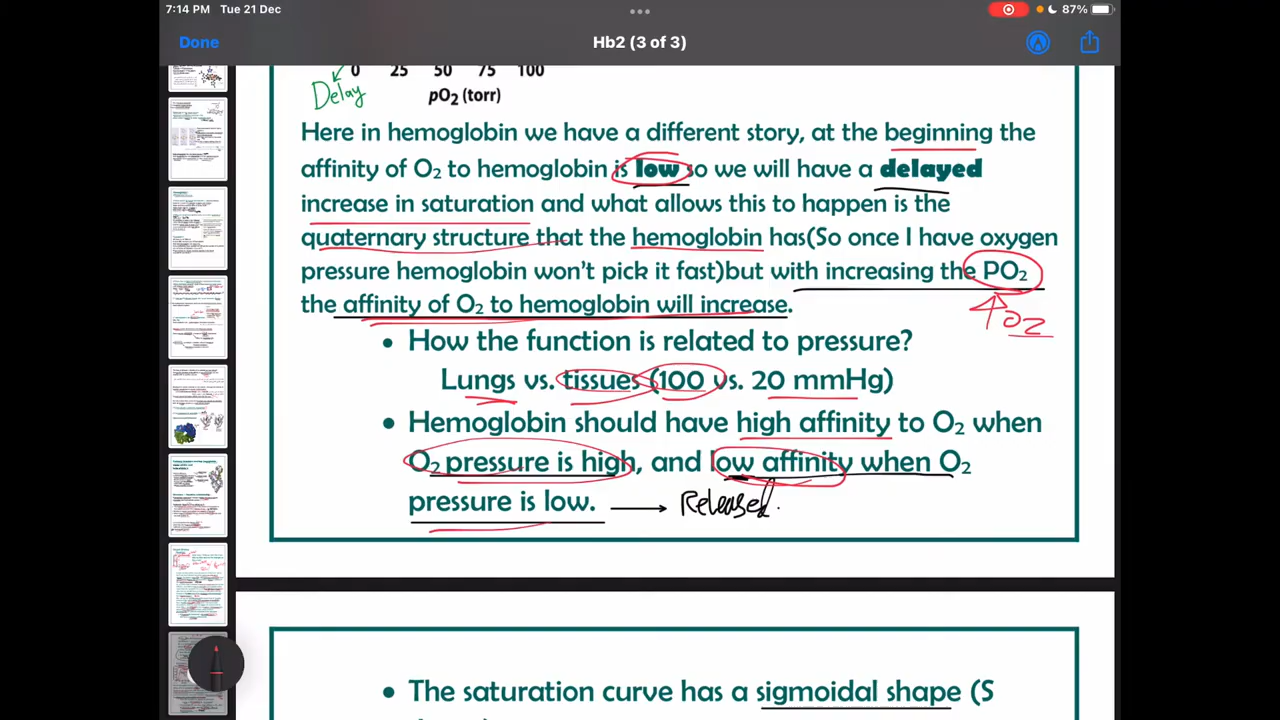 7:14 PM Tue 21 Dec
87%
Done
Hb2 (3 of 3)
0 25 50 75 100
Delay
pO2 (torr)
Here in hemoglobin we have a different story, at the beginning the
affinity of O2 to hemoglobin is low so we will have a delayed
increase in saturation and what allows this to happen is the
quaternary structure that the hemoglobin has(So once I have oxygen
pressure hemoglobin won't pick it fast)but with increasing the PO2
the affinity of O2 to hemoglobin will increase.
↑O2
• How the function is related to pressure?
Lungs vs. tissue (100 vs. 20 mmHg)
• Hemoglobin should have high affinity to O2 when
O2 pressure is high, and low affinity when O2
pressure is low. → Released.
• The saturation curve has a sigmoidal shape (S